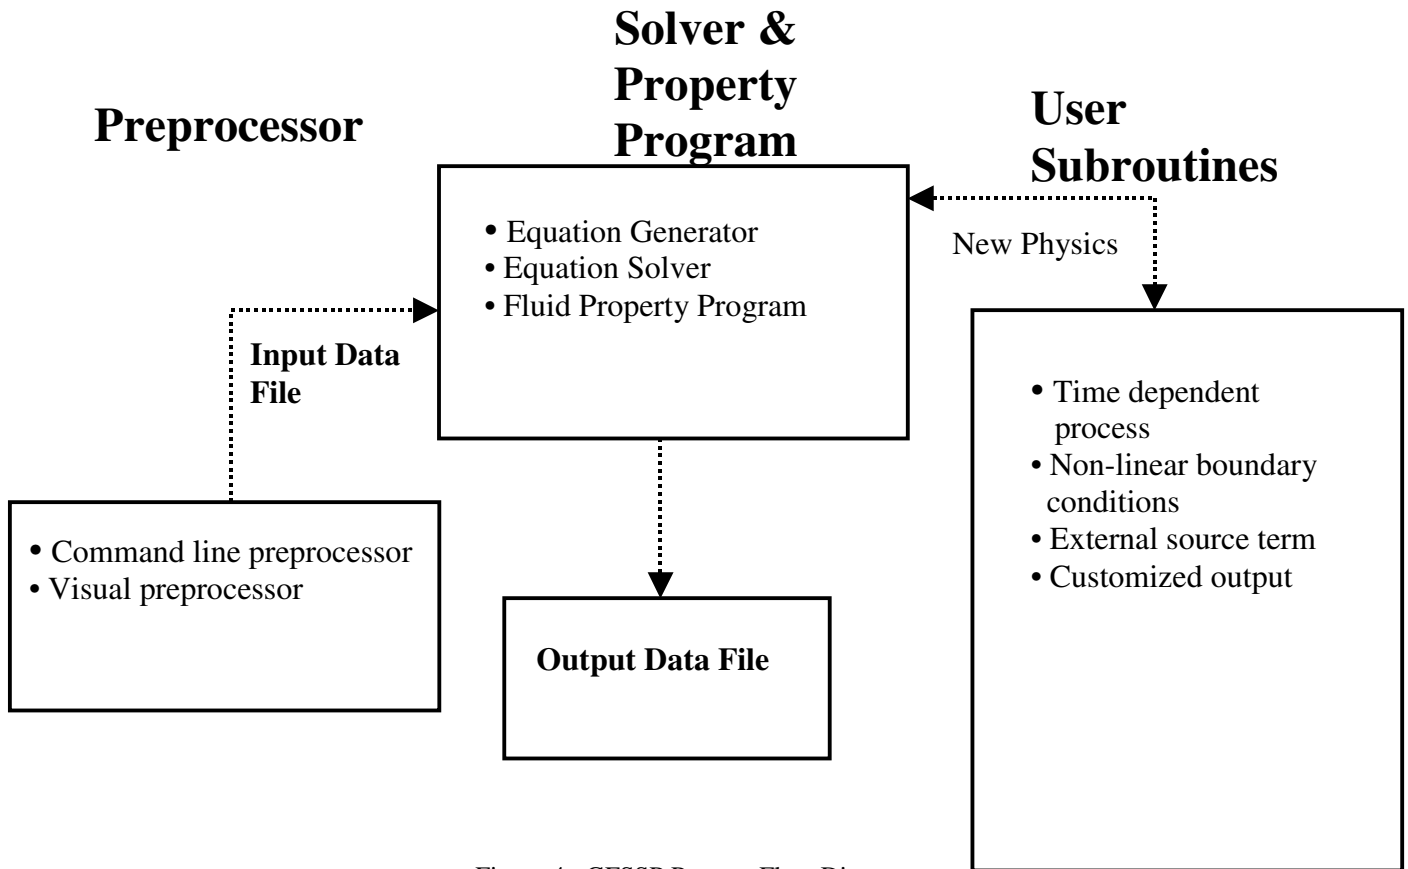 Solver &
Property
Program
Preprocessor
User
Subroutines
• Equation Generator
• Equation Solver
• Fluid Property Program
New Physics
Input Data
File
• Time dependent
process
• Non-linear boundary
conditions
• External source term
• Customized output
• Command line preprocessor
• Visual preprocessor
Output Data File